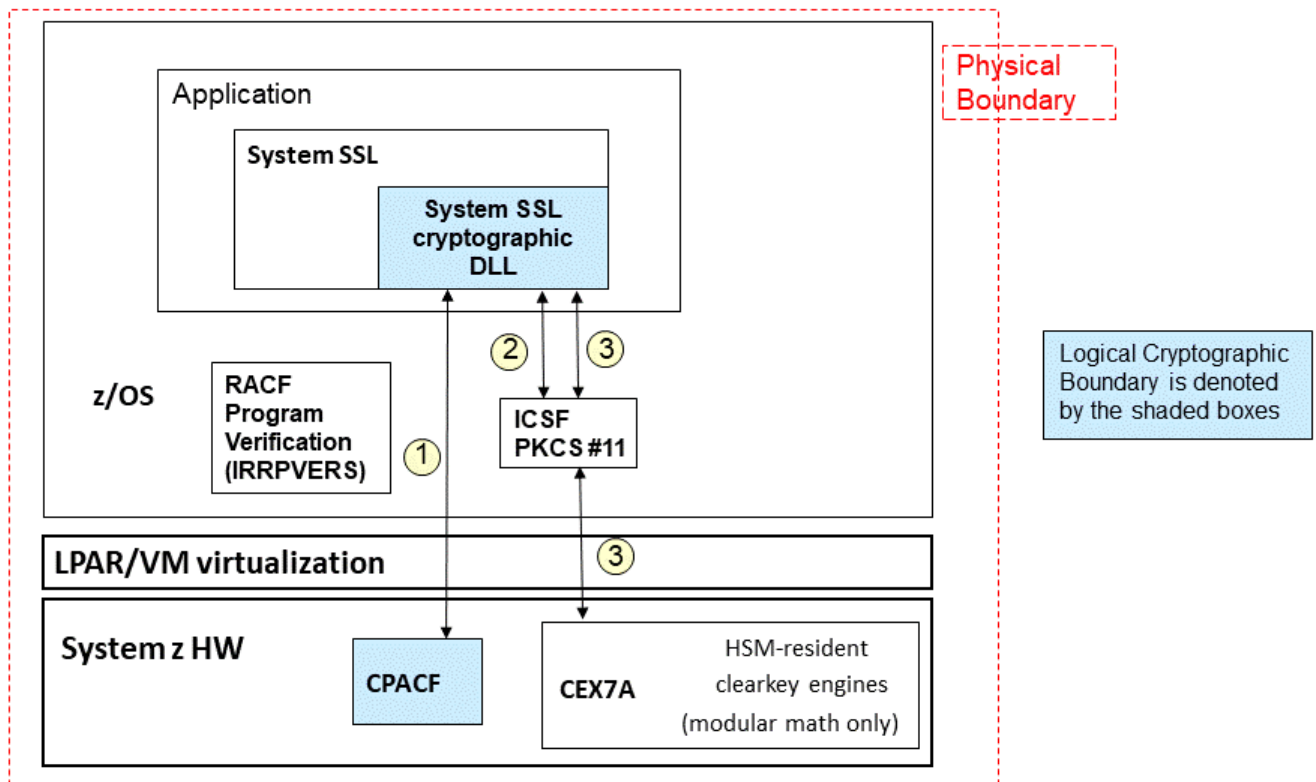 Physical
Boundary
Application
System SSL
System SSL
cryptographic
DLL
2
3
Logical Cryptographic
Boundary is denoted
by the shaded boxes
z/OS
RACF
Program
Verification
(IRRPVERS)
1
ICSF
PKCS #11
LPAR/VM virtualization
3
System z HW
CPACF
CEX7A
HSM-resident
clearkey engines
(modular math only)